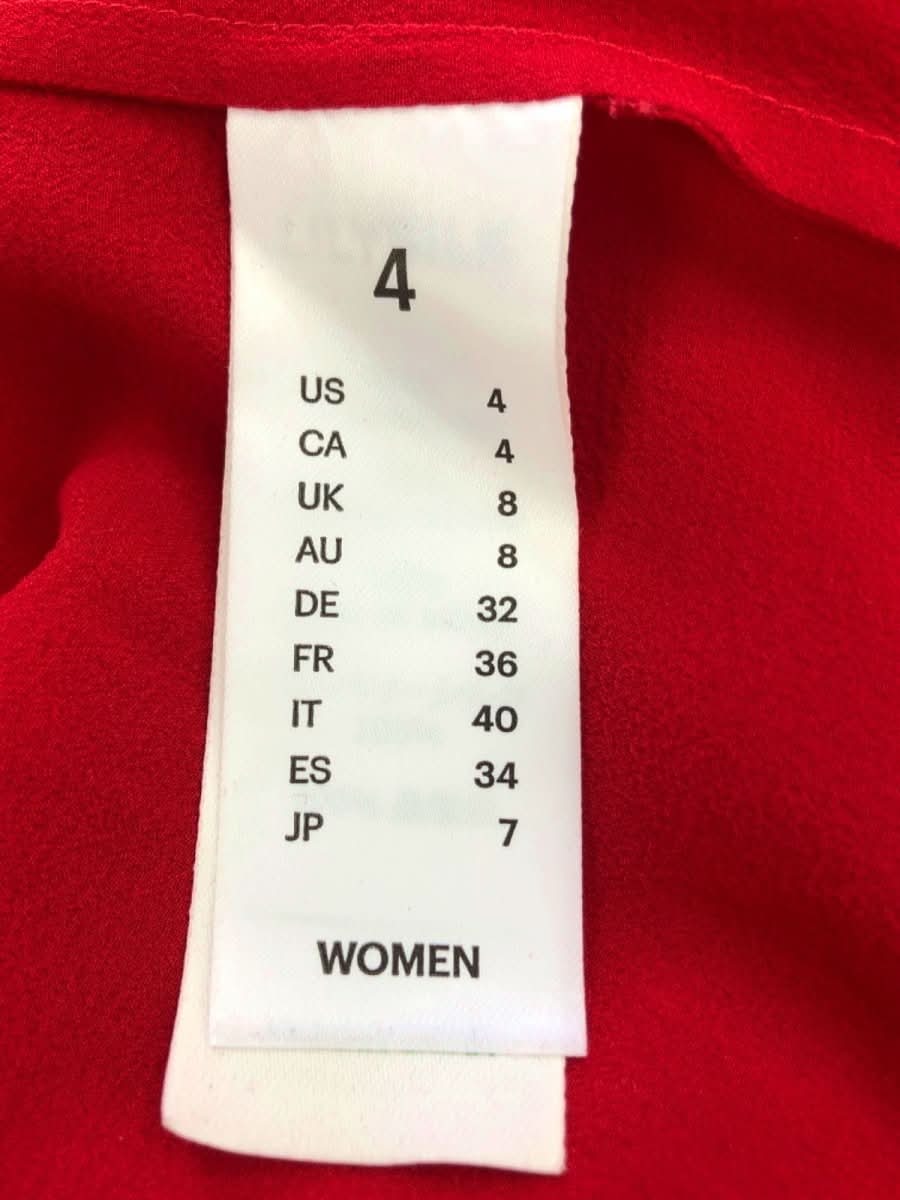 4
US 4
CA 4
UK 8
AU 8
DE 32
FR 36
IT 40
ES 34
JP 7
WOMEN